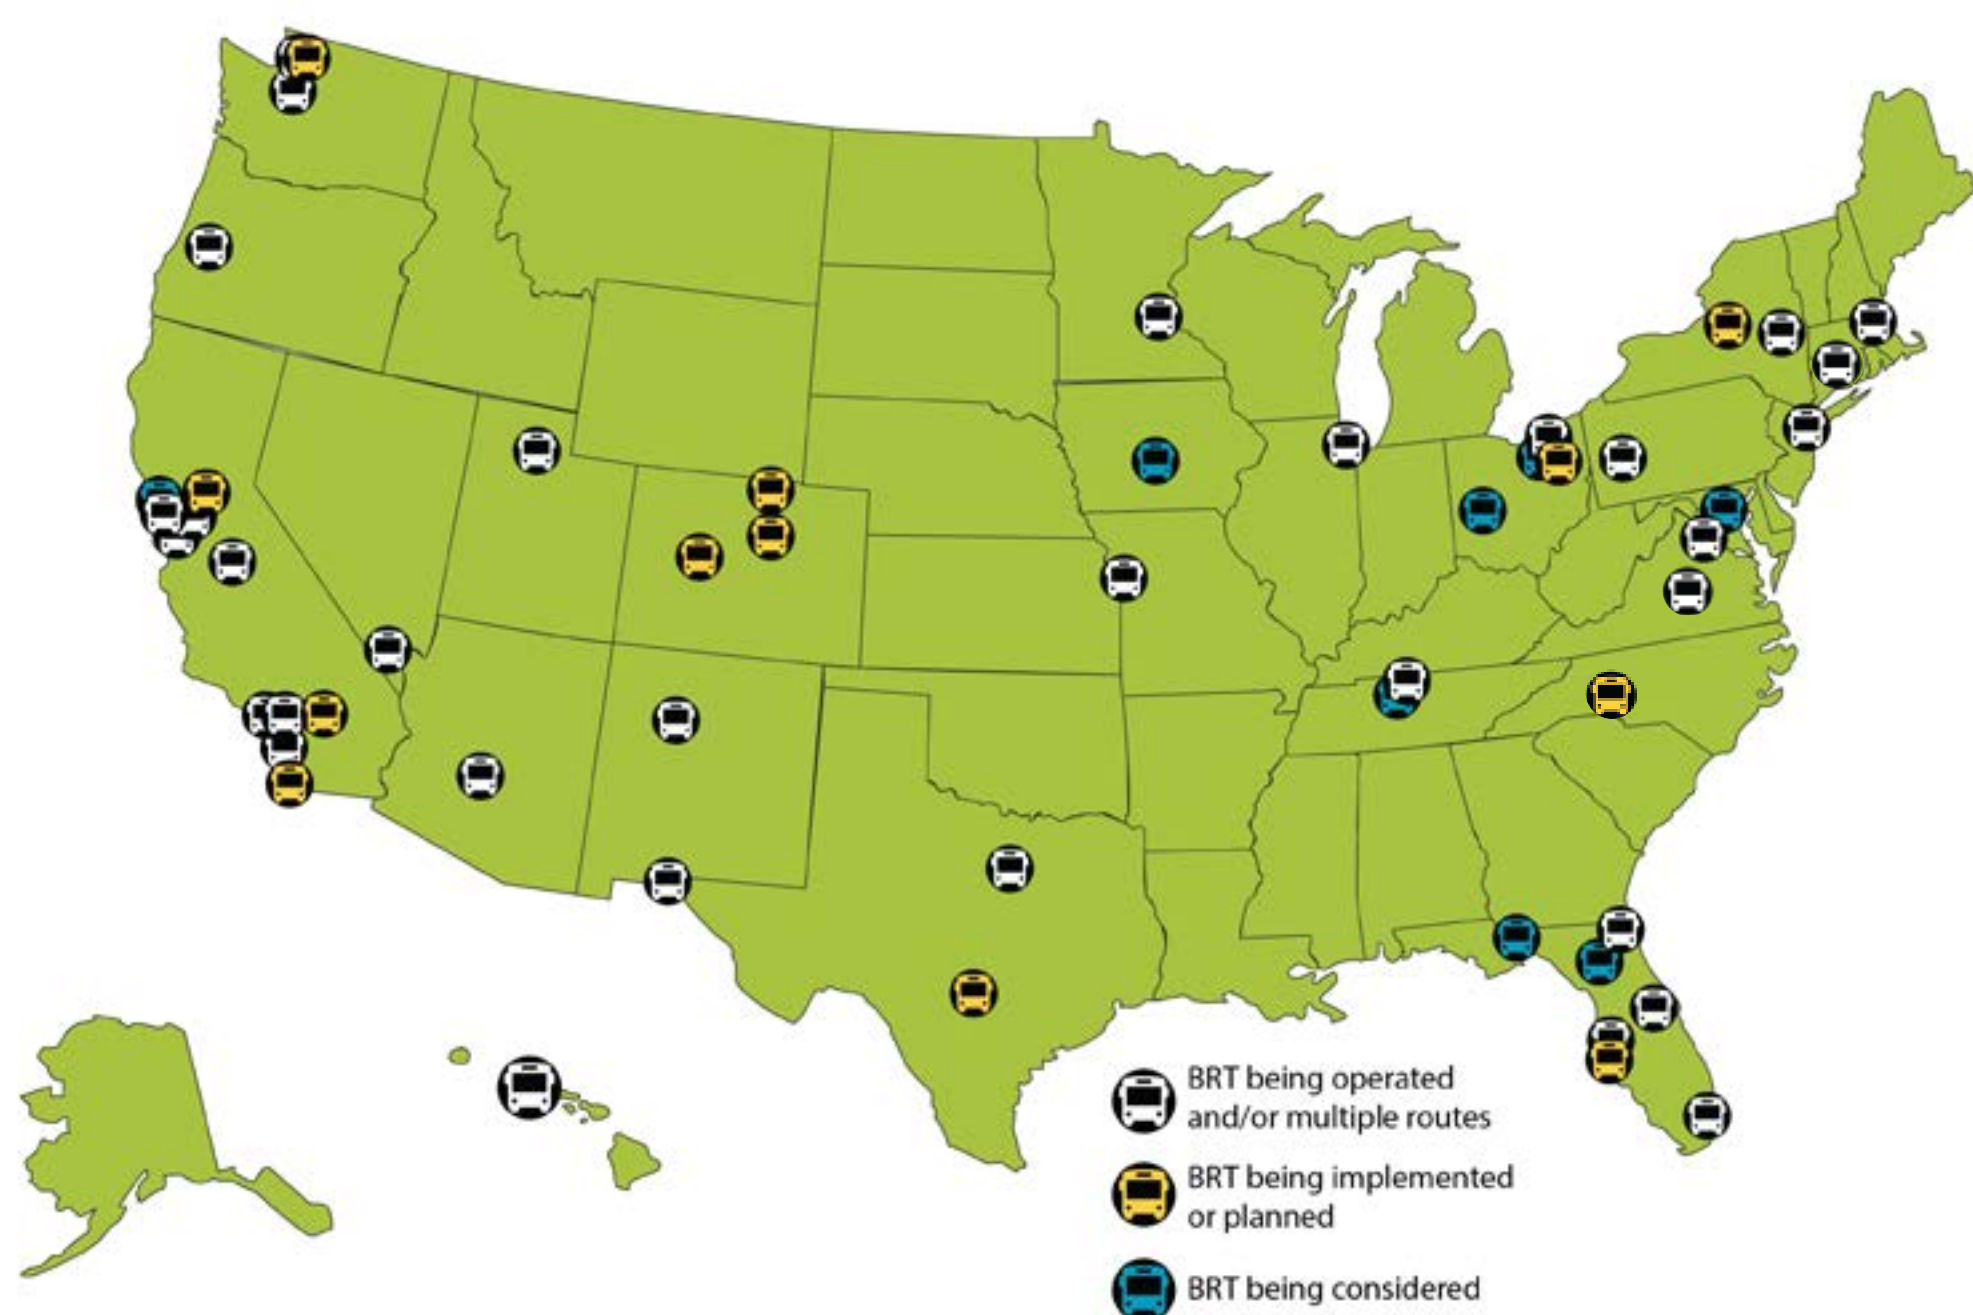 BRT being operated
and/or multiple routes
BRT being implemented
or planned
BRT being considered